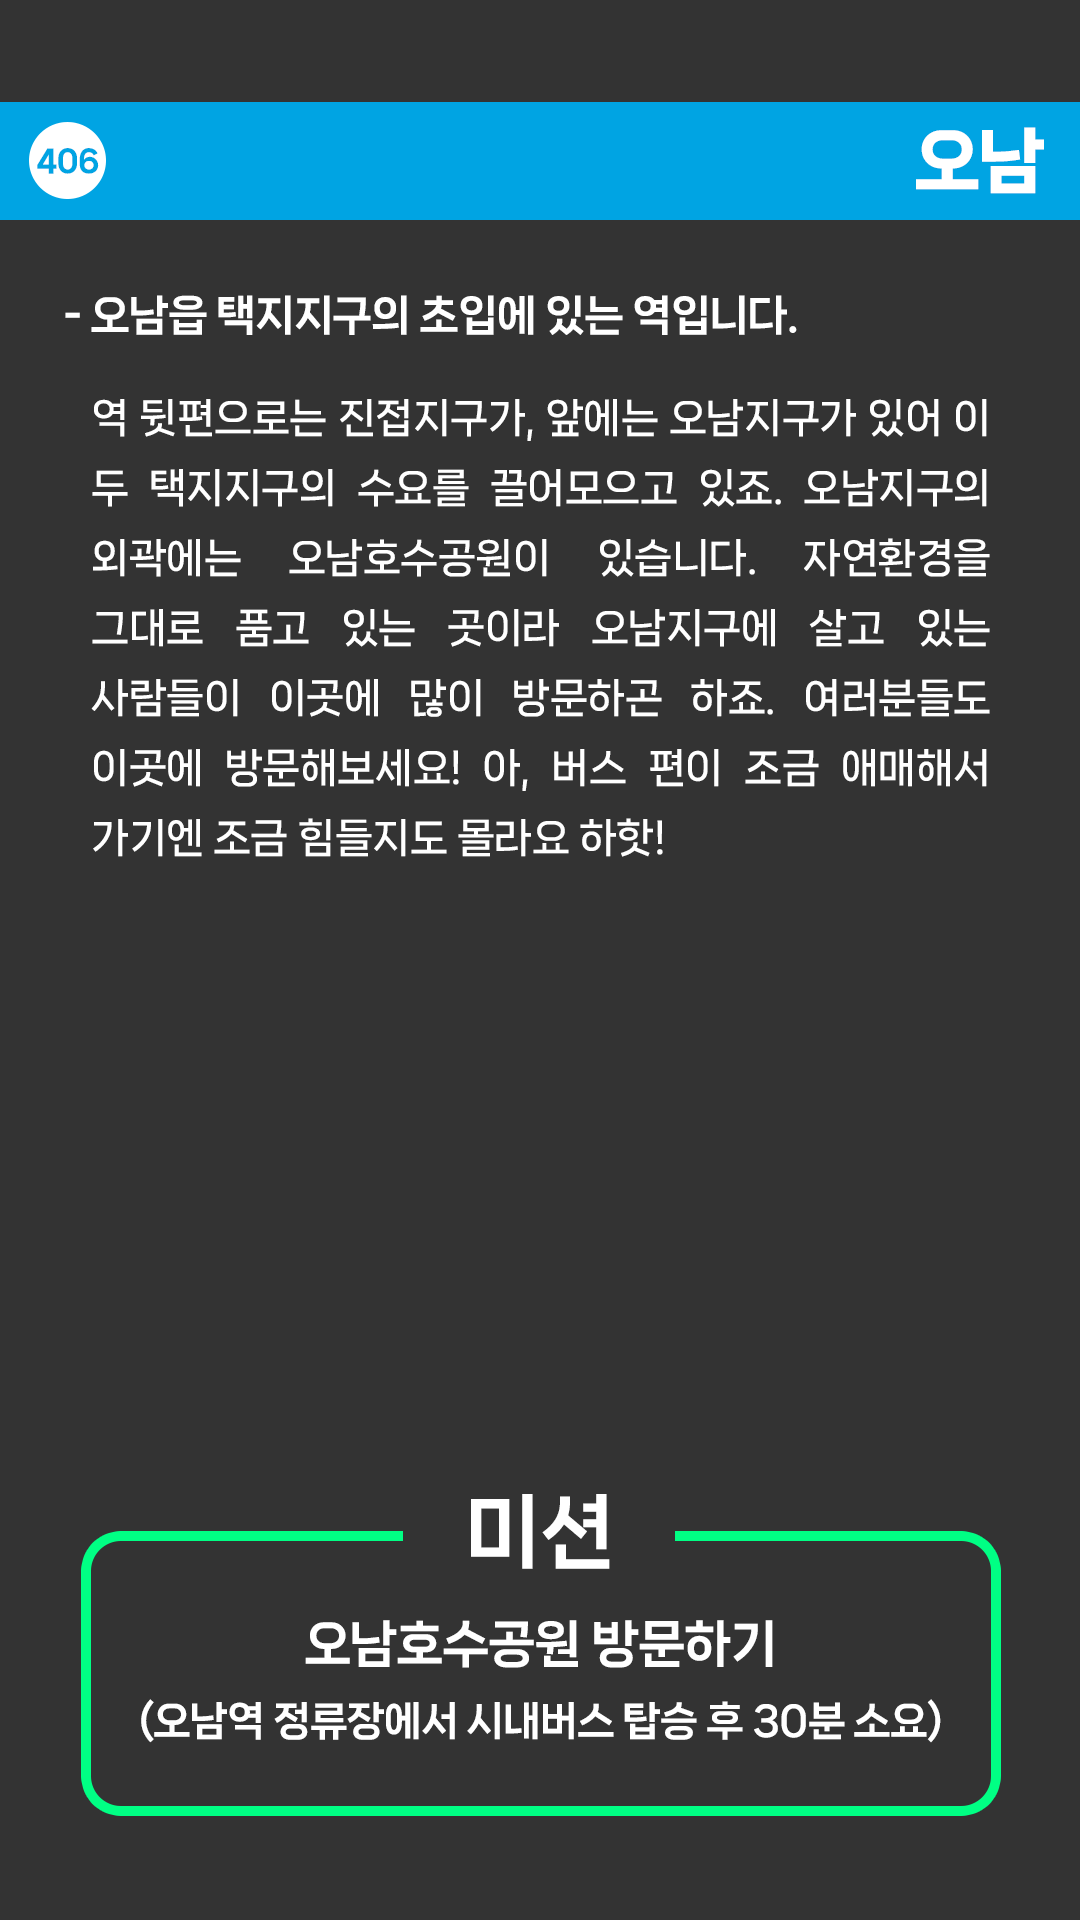 406
오남
- 오남읍 택지지구의 초입에 있는 역입니다.
역 뒷편으로는 진접지구가, 앞에는 오남지구가 있어 이
두 택지지구의 수요를 끌어모으고 있죠. 오남지구의
외곽에는 오남호수공원이 있습니다. 자연환경을
그대로 품고 있는 곳이라 오남지구에 살고 있는
사람들이 이곳에 많이 방문하곤 하죠. 여러분들도
이곳에 방문해보세요! 아, 버스 편이 조금 애매해서
가기엔 조금 힘들지도 몰라요 하핫!
미션
오남호수공원 방문하기
(오남역 정류장에서 시내버스 탑승 후 30분 소요)